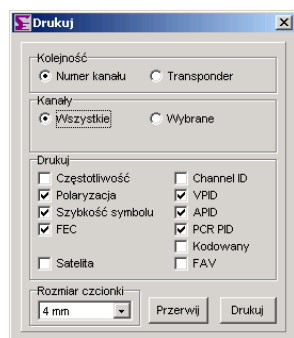 Drukuj
Kolejność
Numer kanału Transponder
Kanały
Wszystkie Wybrane
Drukuj
Częstotliwość Channel ID
Polaryzacja VPID
Szybkość symbolu APID
FEC PCR PID
Kodowany
Satelita FAV
Rozmiar czcionki
4 mm Przerwij Drukuj